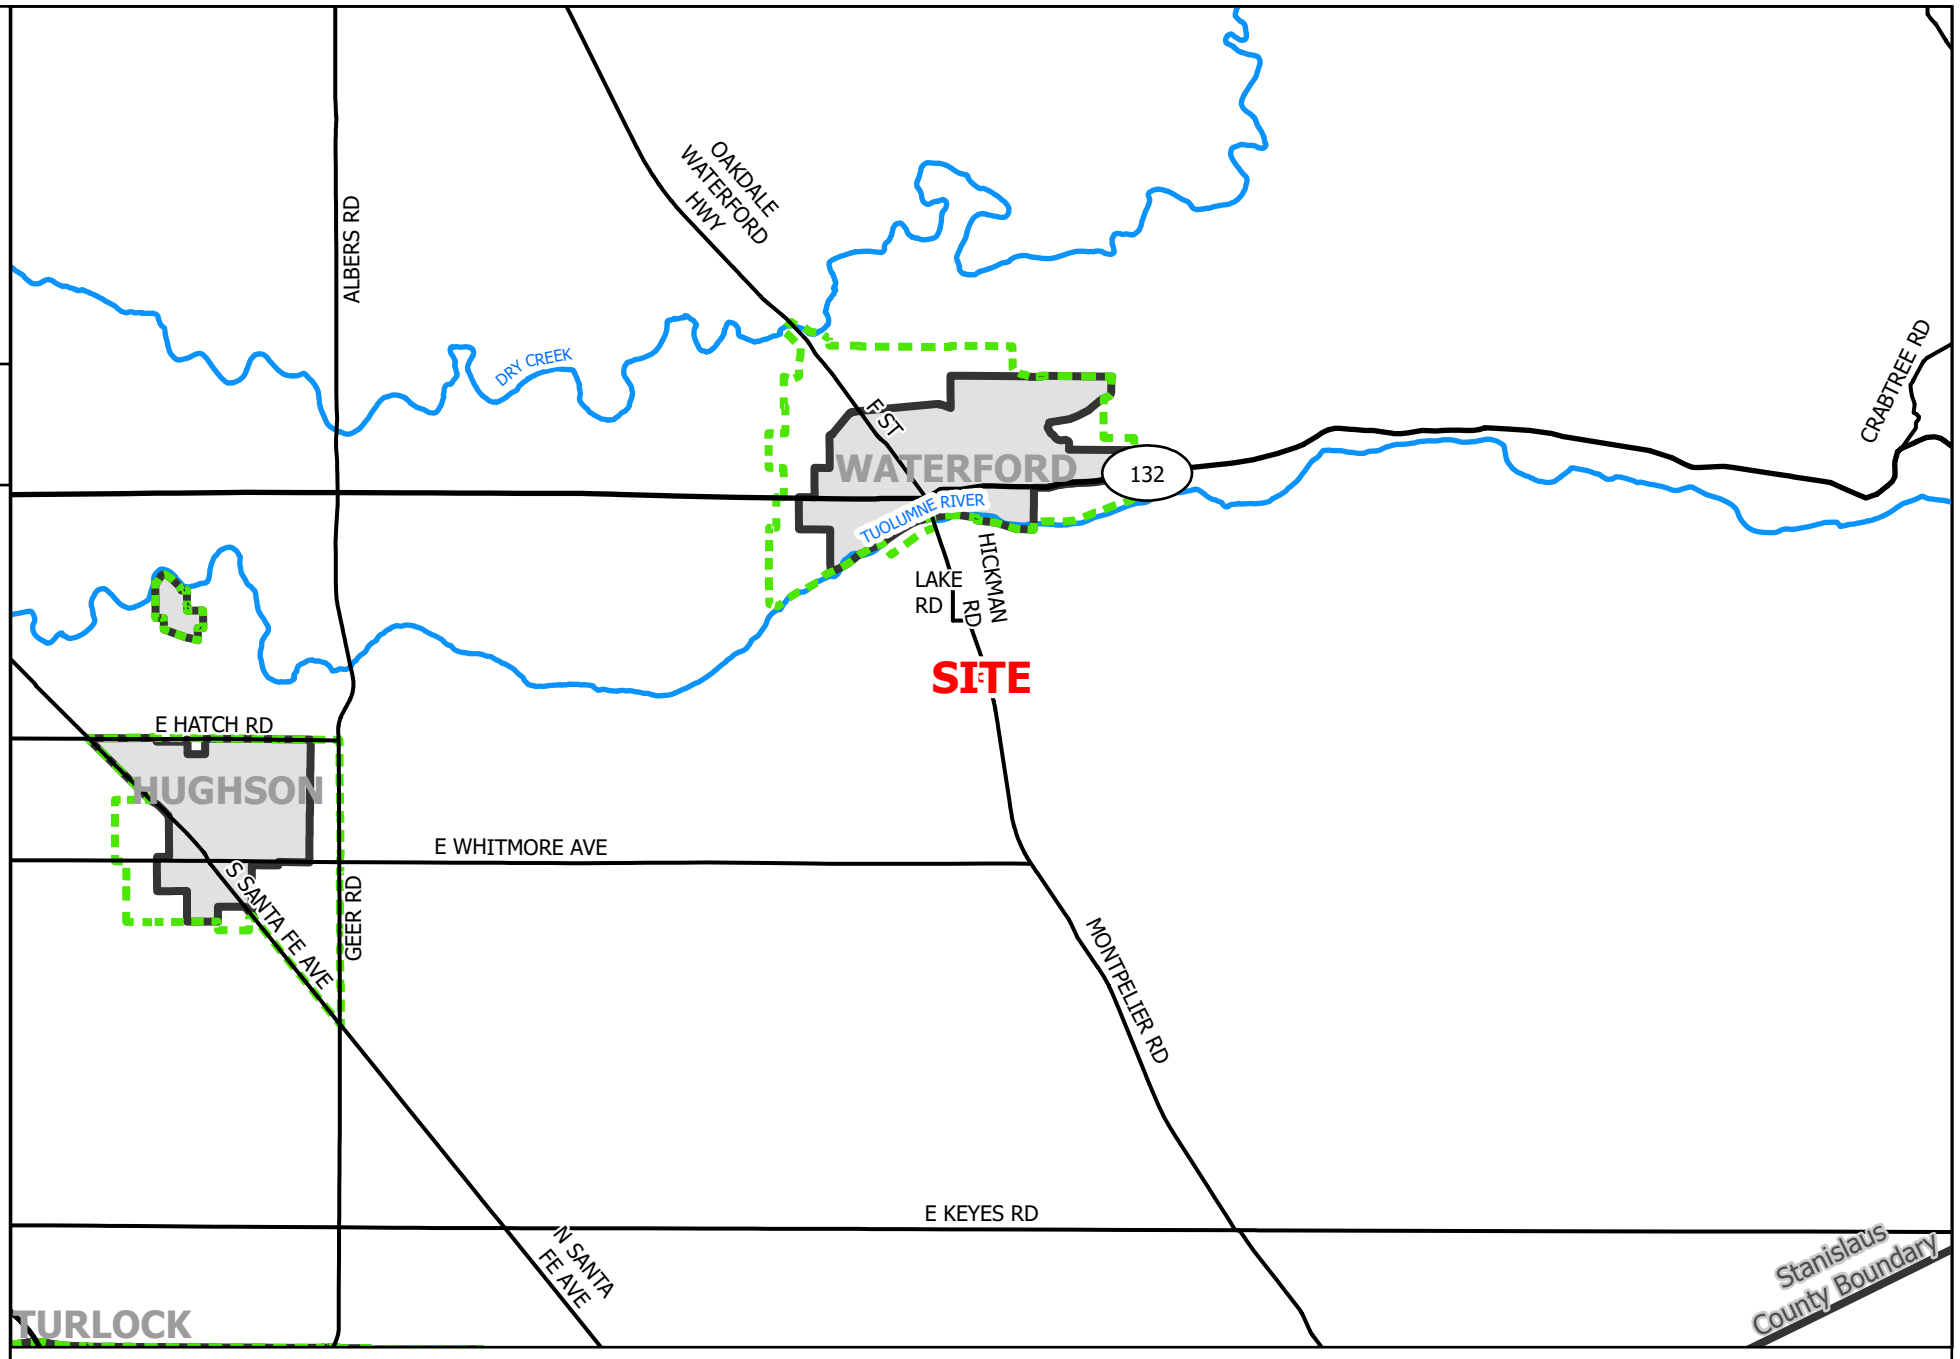 OAKDALE
WATERFORD
HWY
ALBERS RD
DRY CREEK
CRABTREE RD
F ST
WATERFORD
132
TUOLUMNE RIVER
HICKMAN
RD
LAKE
RD
SITE
E HATCH RD
HUGHSON
E WHITMORE AVE
S SANTA FE AVE
GEER RD
MONTPELIER RD
E KEYES RD
N SANTA
FE AVE
Stanislaus
County Boundary
TURLOCK